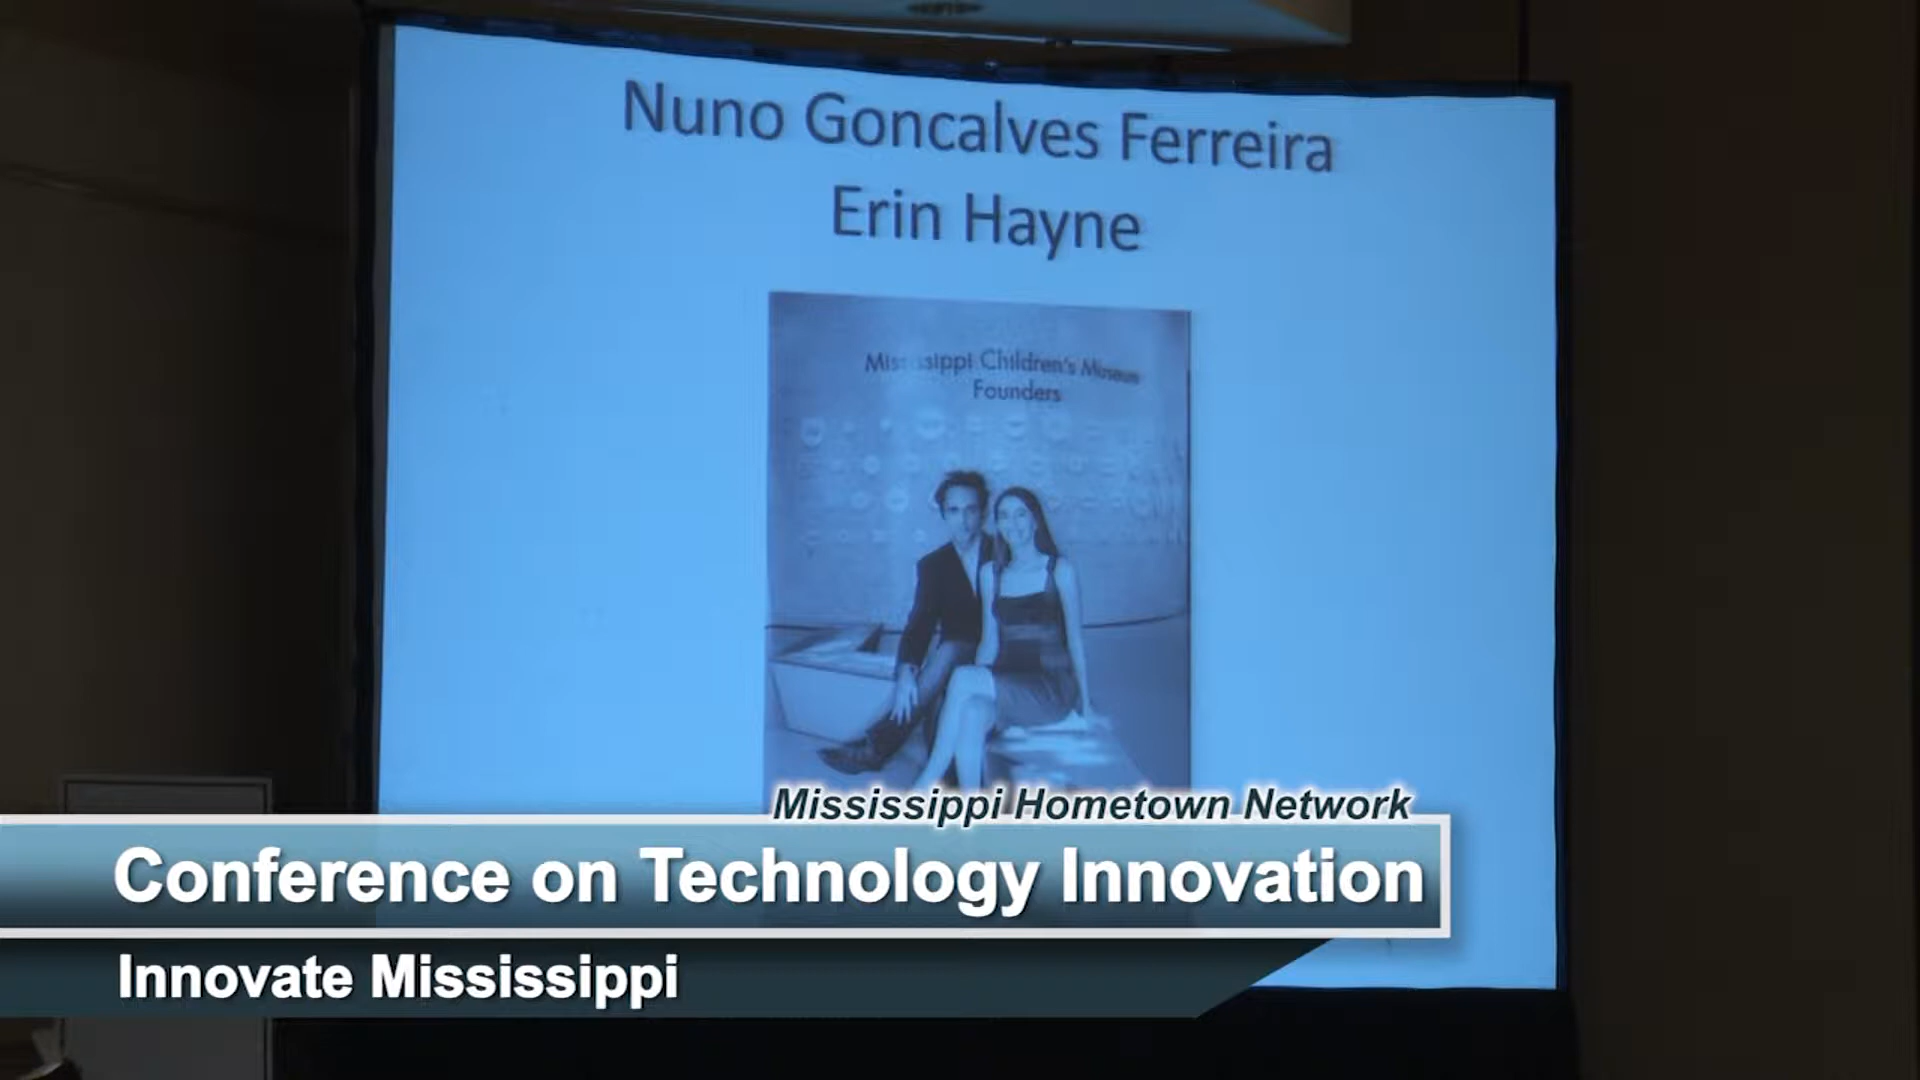 Nuno Goncalves Ferreira
Erin Hayne
Mississippi Children's Museum
Founders
Mississippi Hometown Network
Conference on Technology Innovation
Innovate Mississippi